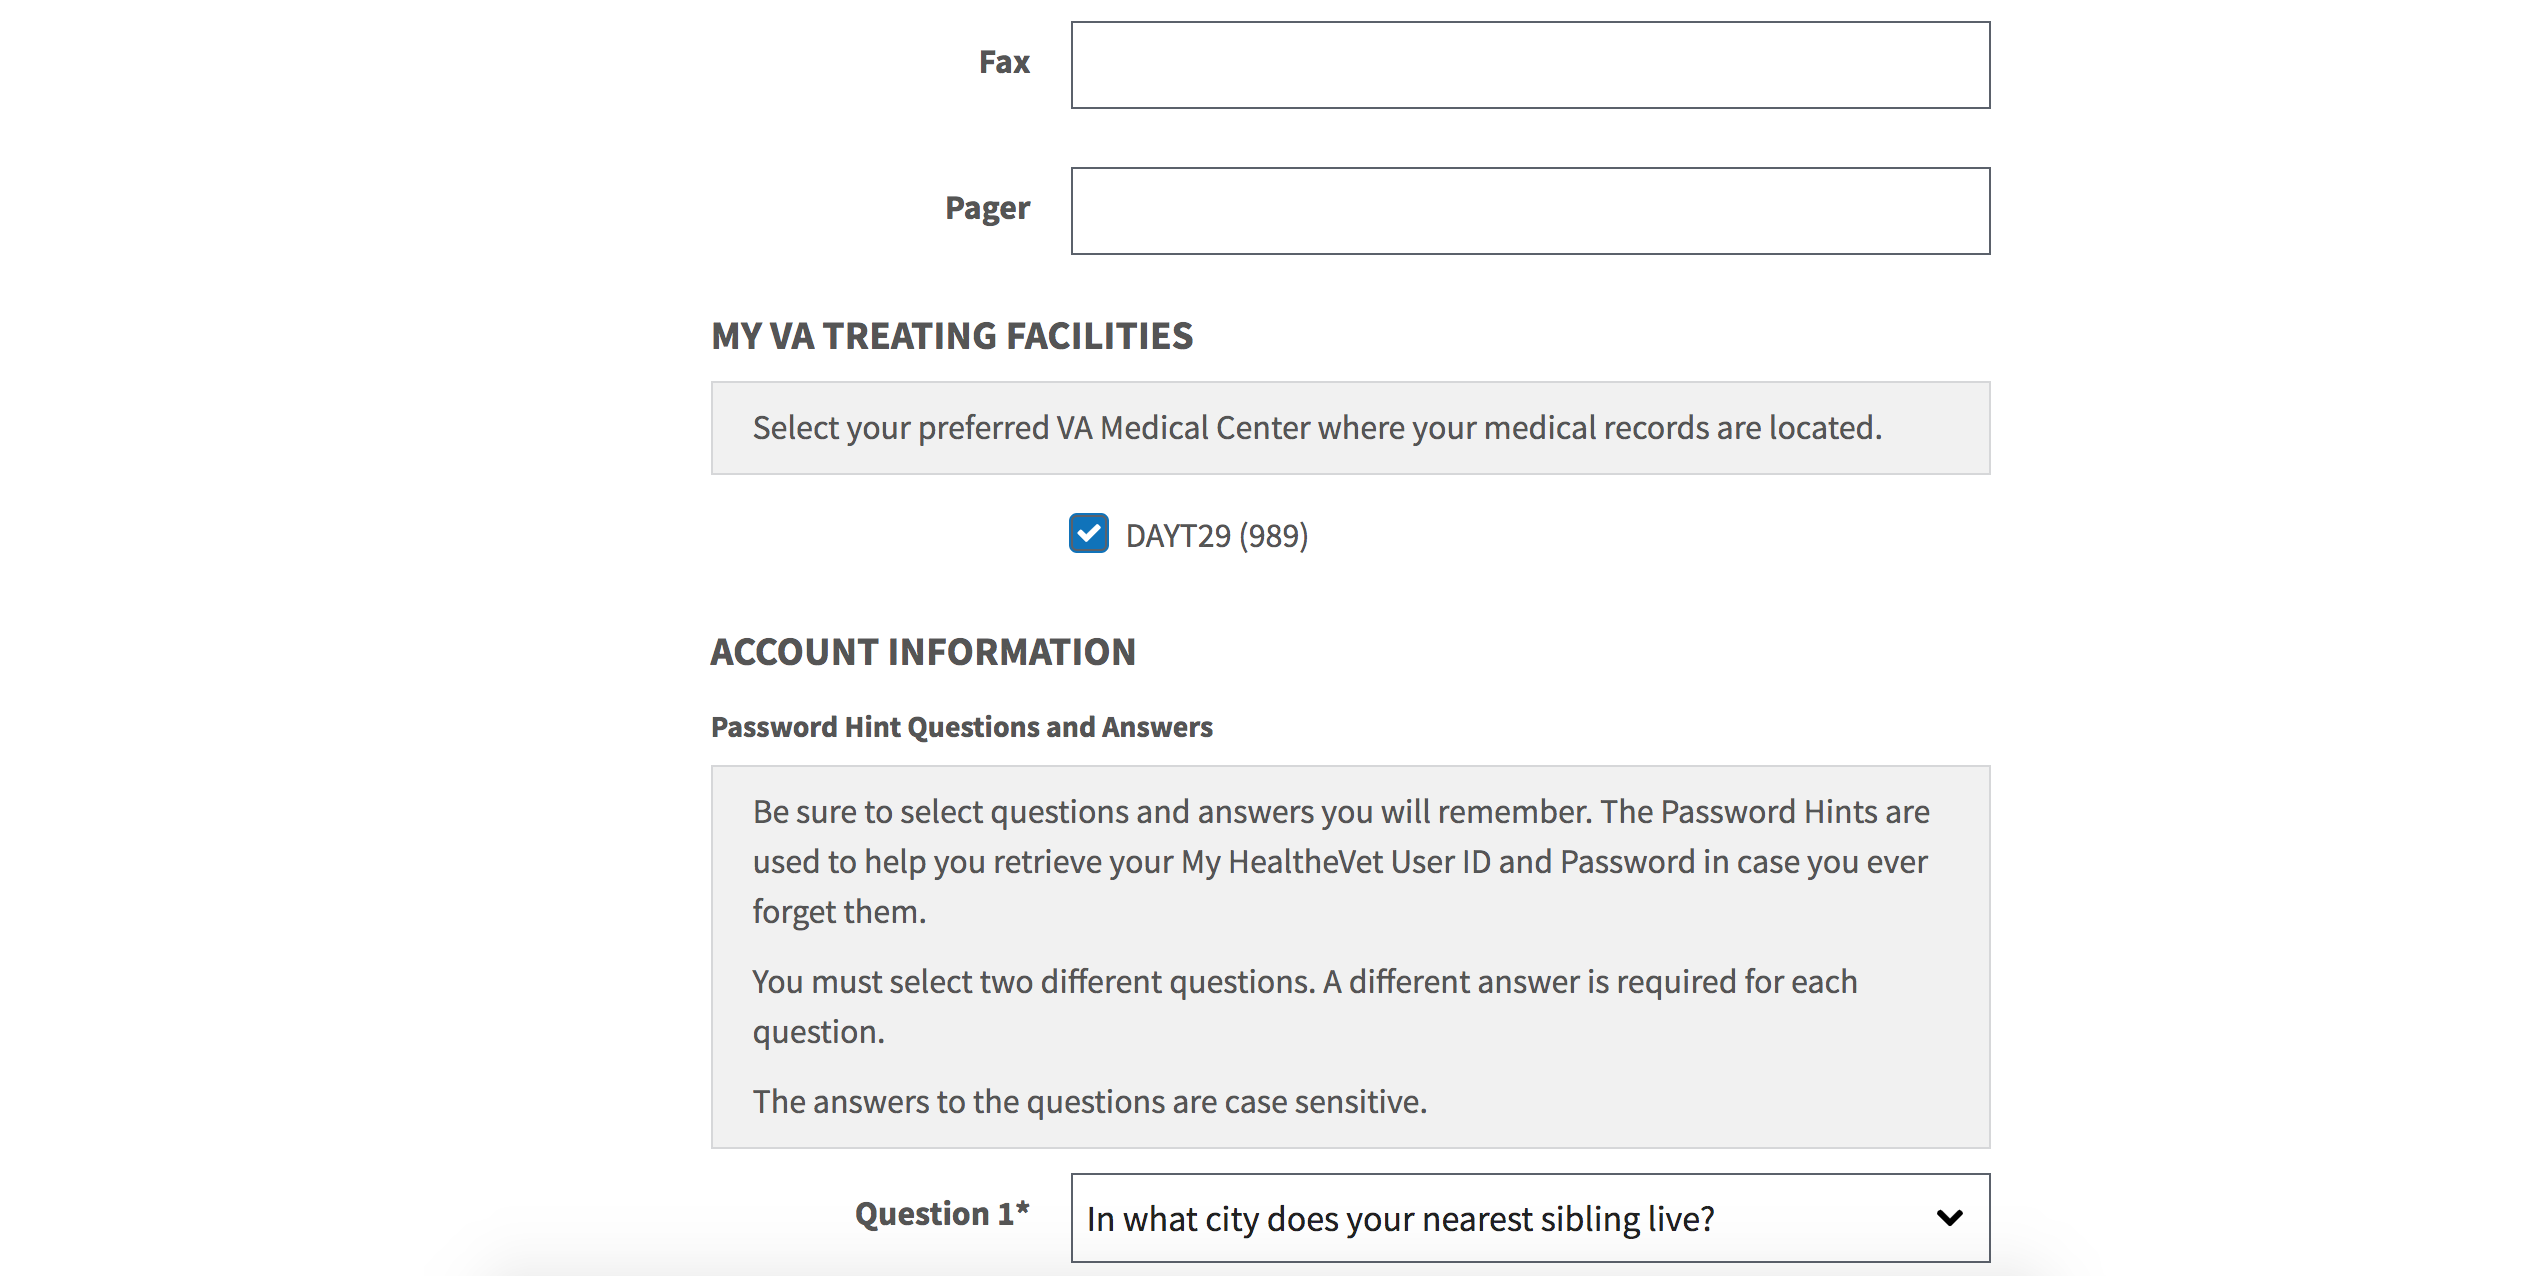 Fax
Pager
MY VA TREATING FACILITIES
Select your preferred VA Medical Center where your medical records are located.
DAYT29 (989)
ACCOUNT INFORMATION
Password Hint Questions and Answers
Be sure to select questions and answers you will remember. The Password Hints are
used to help you retrieve your My HealtheVet User ID and Password in case you ever
forget them.
You must select two different questions. A different answer is required for each
question.
The answers to the questions are case sensitive.
Question 1* In what city does your nearest sibling live?